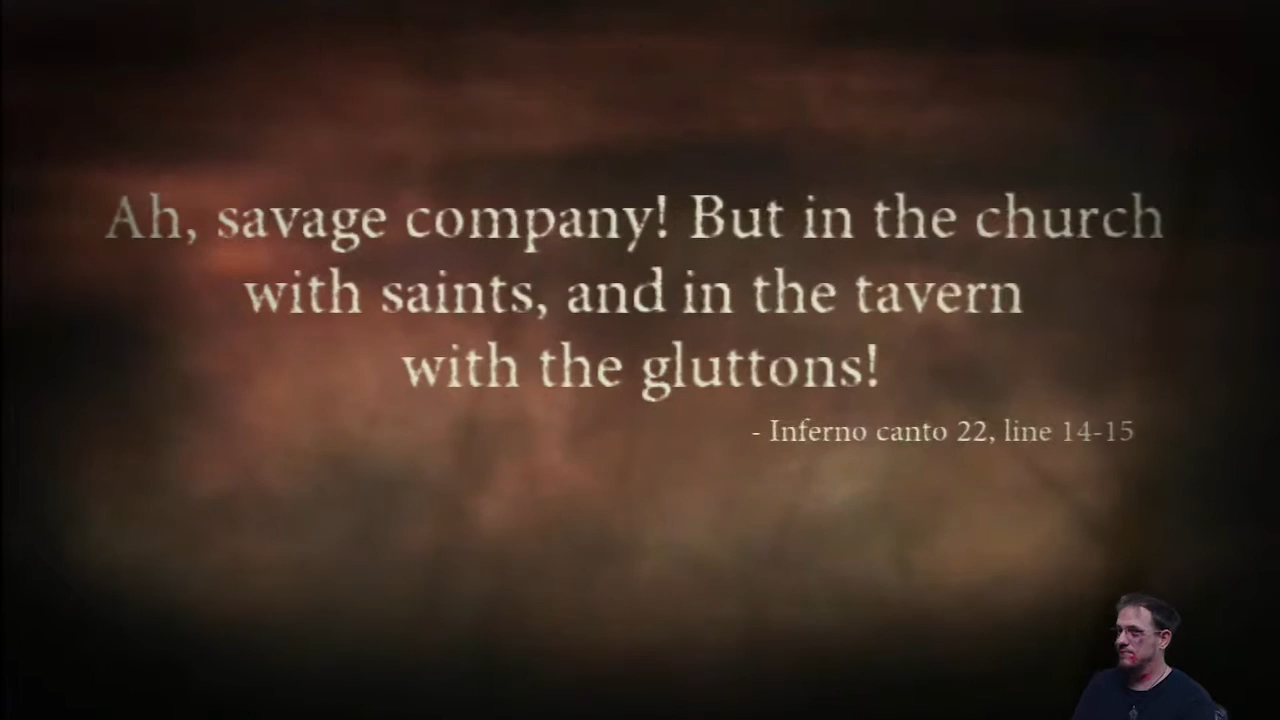 Ah, savage company! But in the church
with saints, and in the tavern
with the gluttons!
- Inferno canto 22, line 14-15